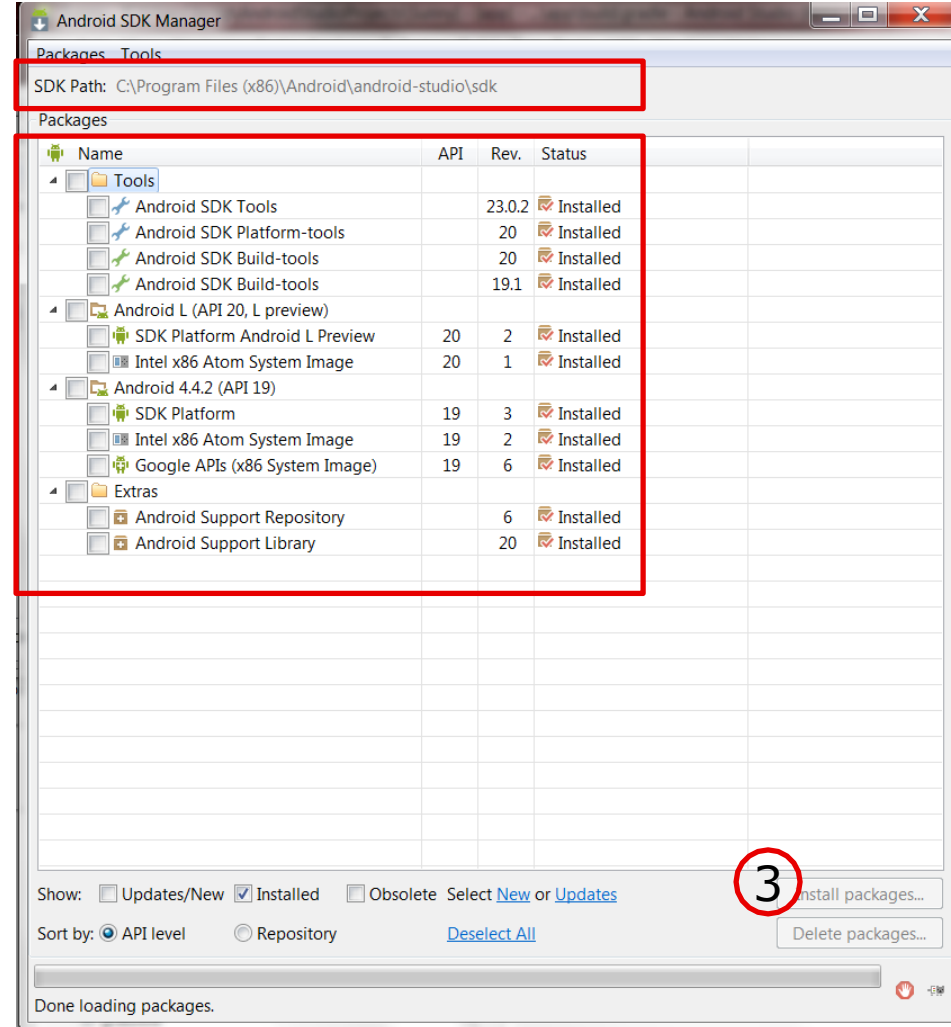 Android SDK Manager
Packages Tools
SDK Path: C:\Program Files (x86)\Android\android-studio\sdk
Packages
Name API Rev. Status
Tools
Android SDK Tools 23.0.2 Installed
Android SDK Platform-tools 20 Installed
Android SDK Build-tools 20 Installed
Android SDK Build-tools 19.1 Installed
Android L (API 20, L preview)
SDK Platform Android L Preview 20 2 Installed
Intel x86 Atom System Image 20 1 Installed
Android 4.4.2 (API 19)
SDK Platform 19 3 Installed
Intel x86 Atom System Image 19 2 Installed
Google APIs (x86 System Image) 19 6 Installed
Extras
Android Support Repository 6 Installed
Android Support Library 20 Installed
Show: Updates/New Installed Obsolete Select New or Updates 3 Install packages...
Sort by: API level Repository Deselect All Delete packages...
Done loading packages.